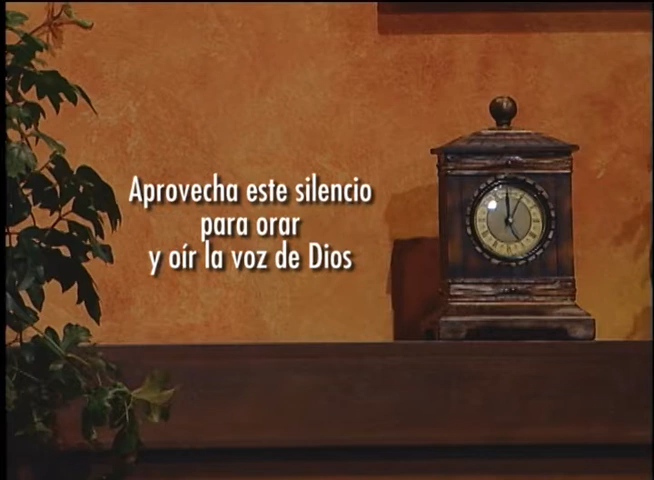 Aprovecha este silencio
para orar
y oír la voz de Dios